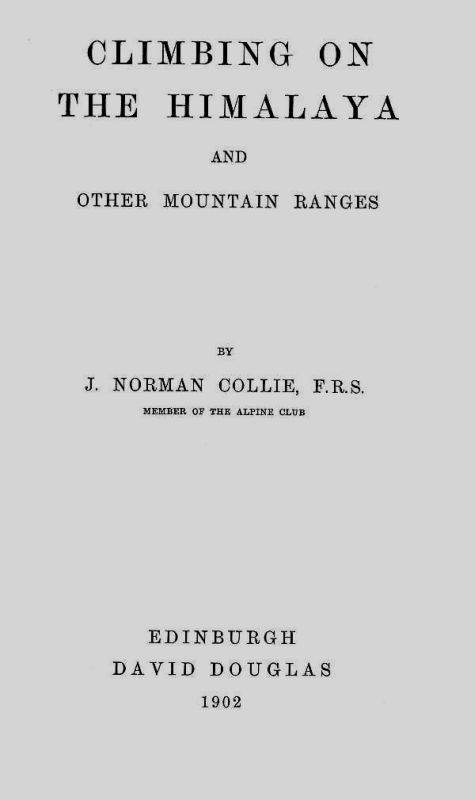 CLIMBING ON
THE HIMALAYA
AND
OTHER MOUNTAIN RANGES
BY
J. NORMAN COLLIE, F.R.S.
MEMBER OF THE ALPINE CLUB
EDINBURGH
DAVID DOUGLAS
1902